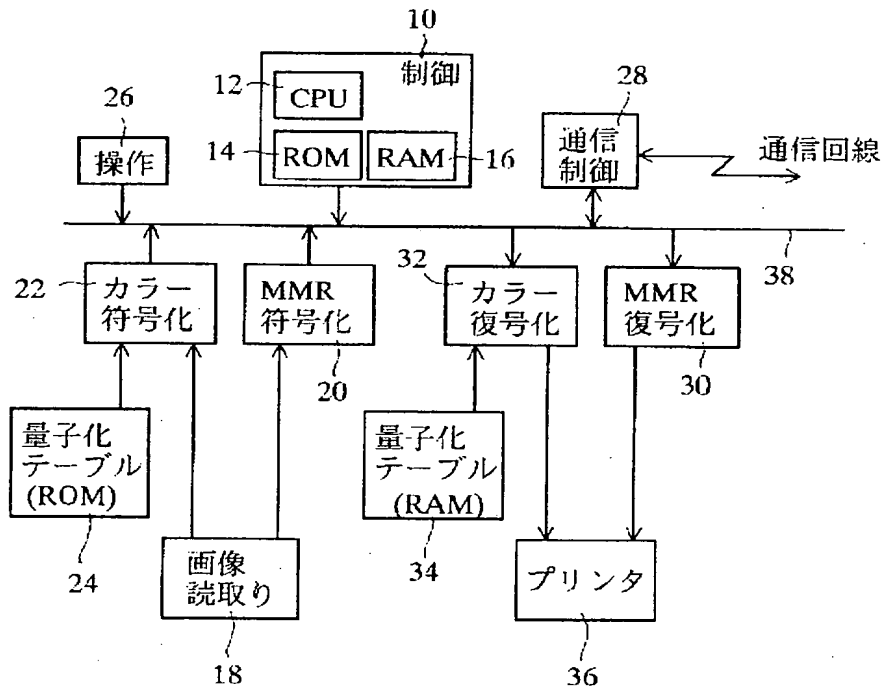 10
制御
12
CPU
28
26
通信
制御
通信回線
操作
14
ROM
RAM
16
38
22
カラー
符号化
MMR
符号化
20
32
カラー
復号化
MMR
復号化
30
量子化
テーブル
(ROM)
24
量子化
テーブル
(RAM)
34
画像
読取り
18
プリンタ
36